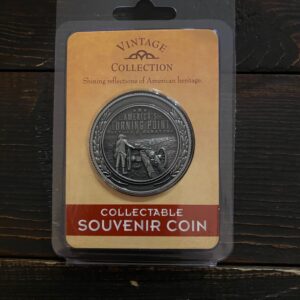 VINTAGE
COLLECTION
Shining reflections of American heritage.
AMERICA'S
TURNING POINT
COLLECTABLE
SOUVENIR COIN